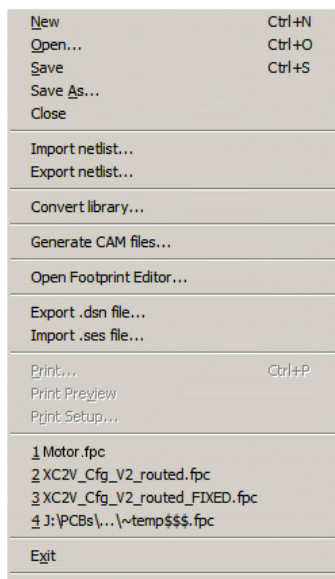 New Ctrl+N
Open... Ctrl+O
Save Ctrl+S
Save As...
Close
Import netlist...
Export netlist...
Convert library...
Generate CAM files...
Open Footprint Editor...
Export .dsn file...
Import .ses file...
Print... Ctrl+P
Print Preview
Print Setup...
1 Motor.fpc
2 XC2V_Cfg_V2_routed.fpc
3 XC2V_Cfg_V2_routed_FIXED.fpc
4 J:\PCBs\...\~temp$$$.fpc
Exit